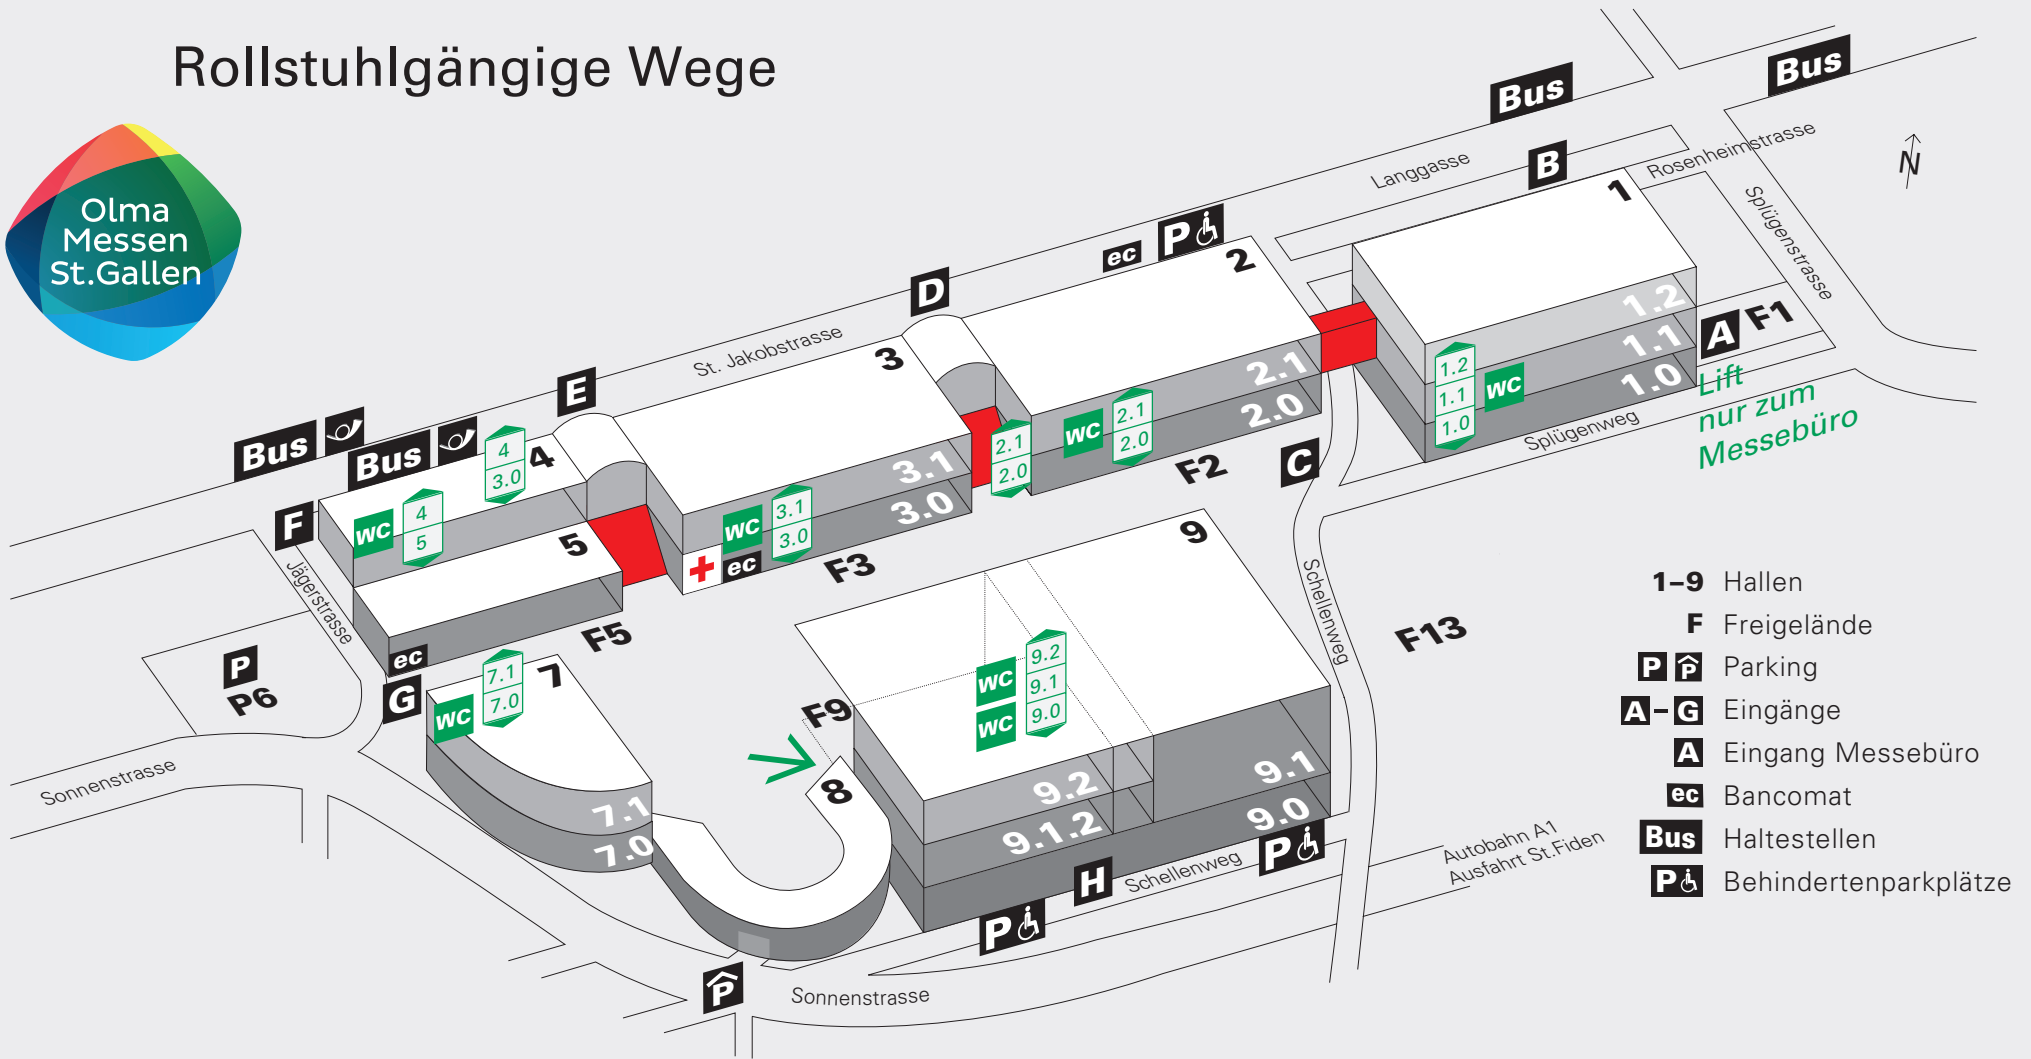 Rollstuhlgängige Wege
Olma
Messen
St.Gallen
Bus
Bus
Langgasse
B
Rosenheimstrasse
N
1
Splügenstrasse
ec
P
2
D
St. Jakobstrasse
3
E
1.2
1.1
1.0
A
F1
Lift
nur zum
Messebüro
1.2
1.1
1.0
WC
Splügenweg
2.1
2.0
WC
2.1
2.0
2.1
2.0
F2
C
Bus
Bus
4
3.0
4
F
WC
4
5
5
3.1
3.0
WC
3.1
3.0
ec
F3
9
Schellenweg
F13
F5
ec
G
P
P6
Jägerstrasse
7
7.1
7.0
WC
7.1
7.0
Sonnenstrasse
F9
8
WC
WC
9.2
9.1
9.0
9.2
9.1.2
9.1
9.0
H
Schellenweg
P
P
Autobahn A1
Ausfahrt St.Fiden
P
Sonnenstrasse
1–9 Hallen
F Freigelände
P P Parking
A–G Eingänge
A Eingang Messebüro
ec Bancomat
Bus Haltestellen
P Behindertenparkplätze